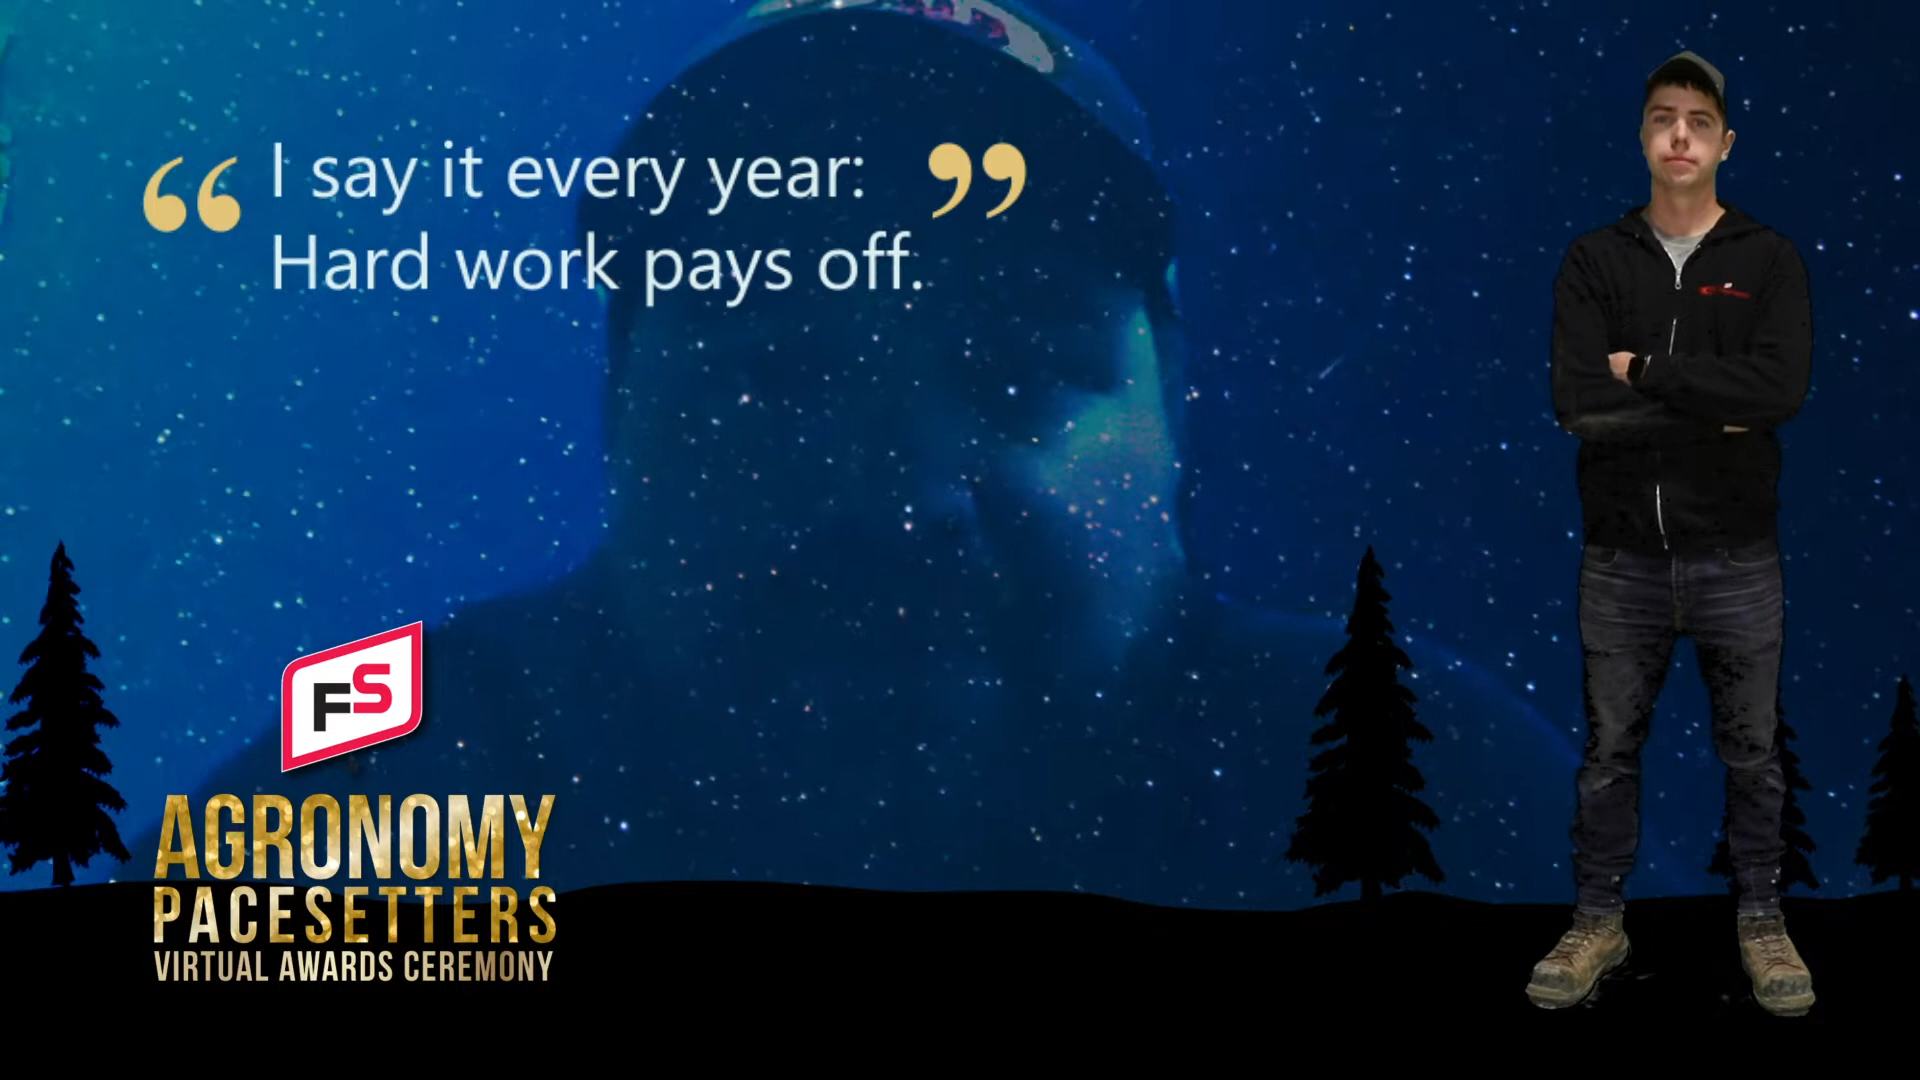 “ I say it every year: ”
Hard work pays off.
FS
AGRONOMY
PACESETTERS
VIRTUAL AWARDS CEREMONY